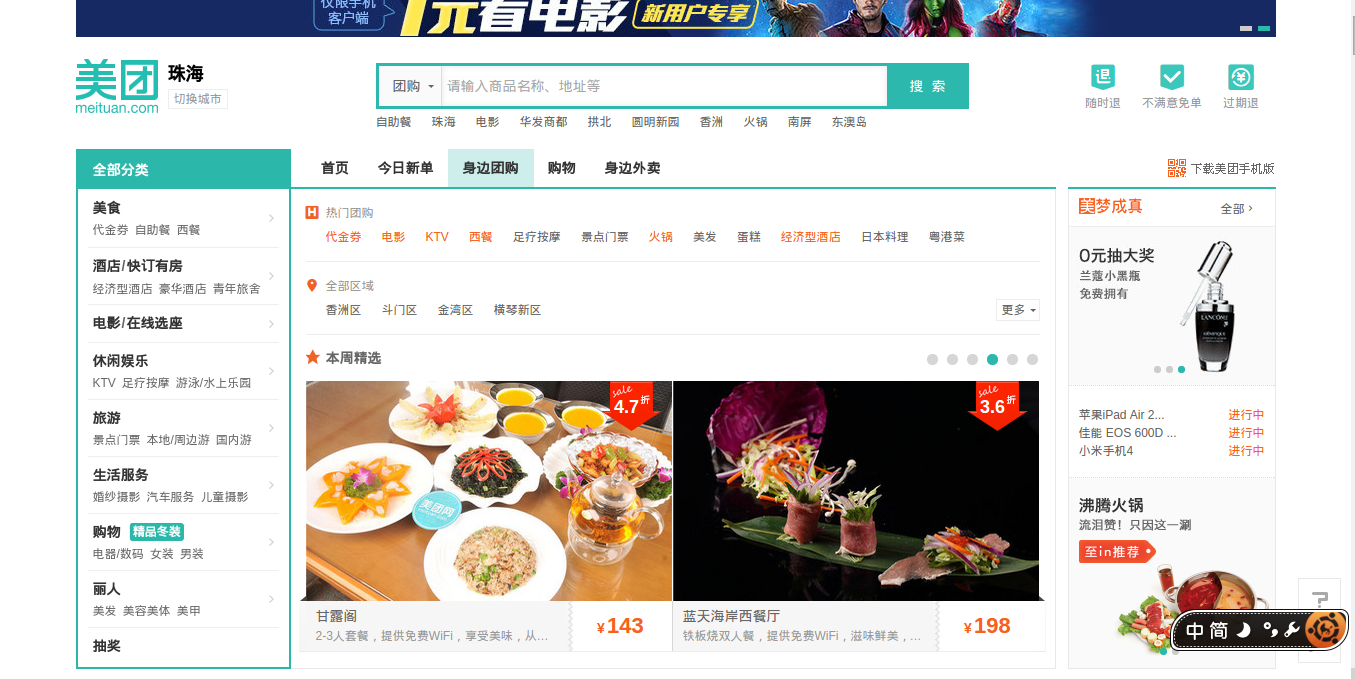 仅限手机
客户端
1元看电影
新用户专享
美团
meituan.com
珠海
切换城市
团购
请输入商品名称、地址等
搜 索
自助餐 珠海 电影 华发商都 拱北 圆明新园 香洲 火锅 南屏 东澳岛
退
随时退
不满意免单
过期退
全部分类
首页 今日新单 身边团购 购物 身边外卖
下载美团手机版
美食
代金券 自助餐 西餐
酒店/快订有房
经济型酒店 豪华酒店 青年旅舍
电影/在线选座
休闲娱乐
KTV 足疗按摩 游泳/水上乐园
旅游
景点门票 本地/周边游 国内游
生活服务
婚纱摄影 汽车服务 儿童摄影
购物 精品冬装
电器/数码 女装 男装
丽人
美发 美容美体 美甲
抽奖
H 热门团购
代金券 电影 KTV 西餐 足疗按摩 景点门票 火锅 美发 蛋糕 经济型酒店 日本料理 粤港菜
全部区域
香洲区 斗门区 金湾区 横琴新区
更多
本周精选
sale
4.7折
美团网
甘露阁
2-3人套餐，提供免费WiFi，享受美味，从…
¥143
sale
3.6折
蓝天海岸西餐厅
铁板烧双人餐，提供免费WiFi，滋味鲜美，…
¥198
美梦成真
全部 ›
0元抽大奖
兰蔻小黑瓶
免费拥有
LANCÔME
苹果iPad Air 2... 进行中
佳能 EOS 600D ... 进行中
小米手机4 进行中
沸腾火锅
流泪赞！只因这一涮
至in推荐
?
中 简